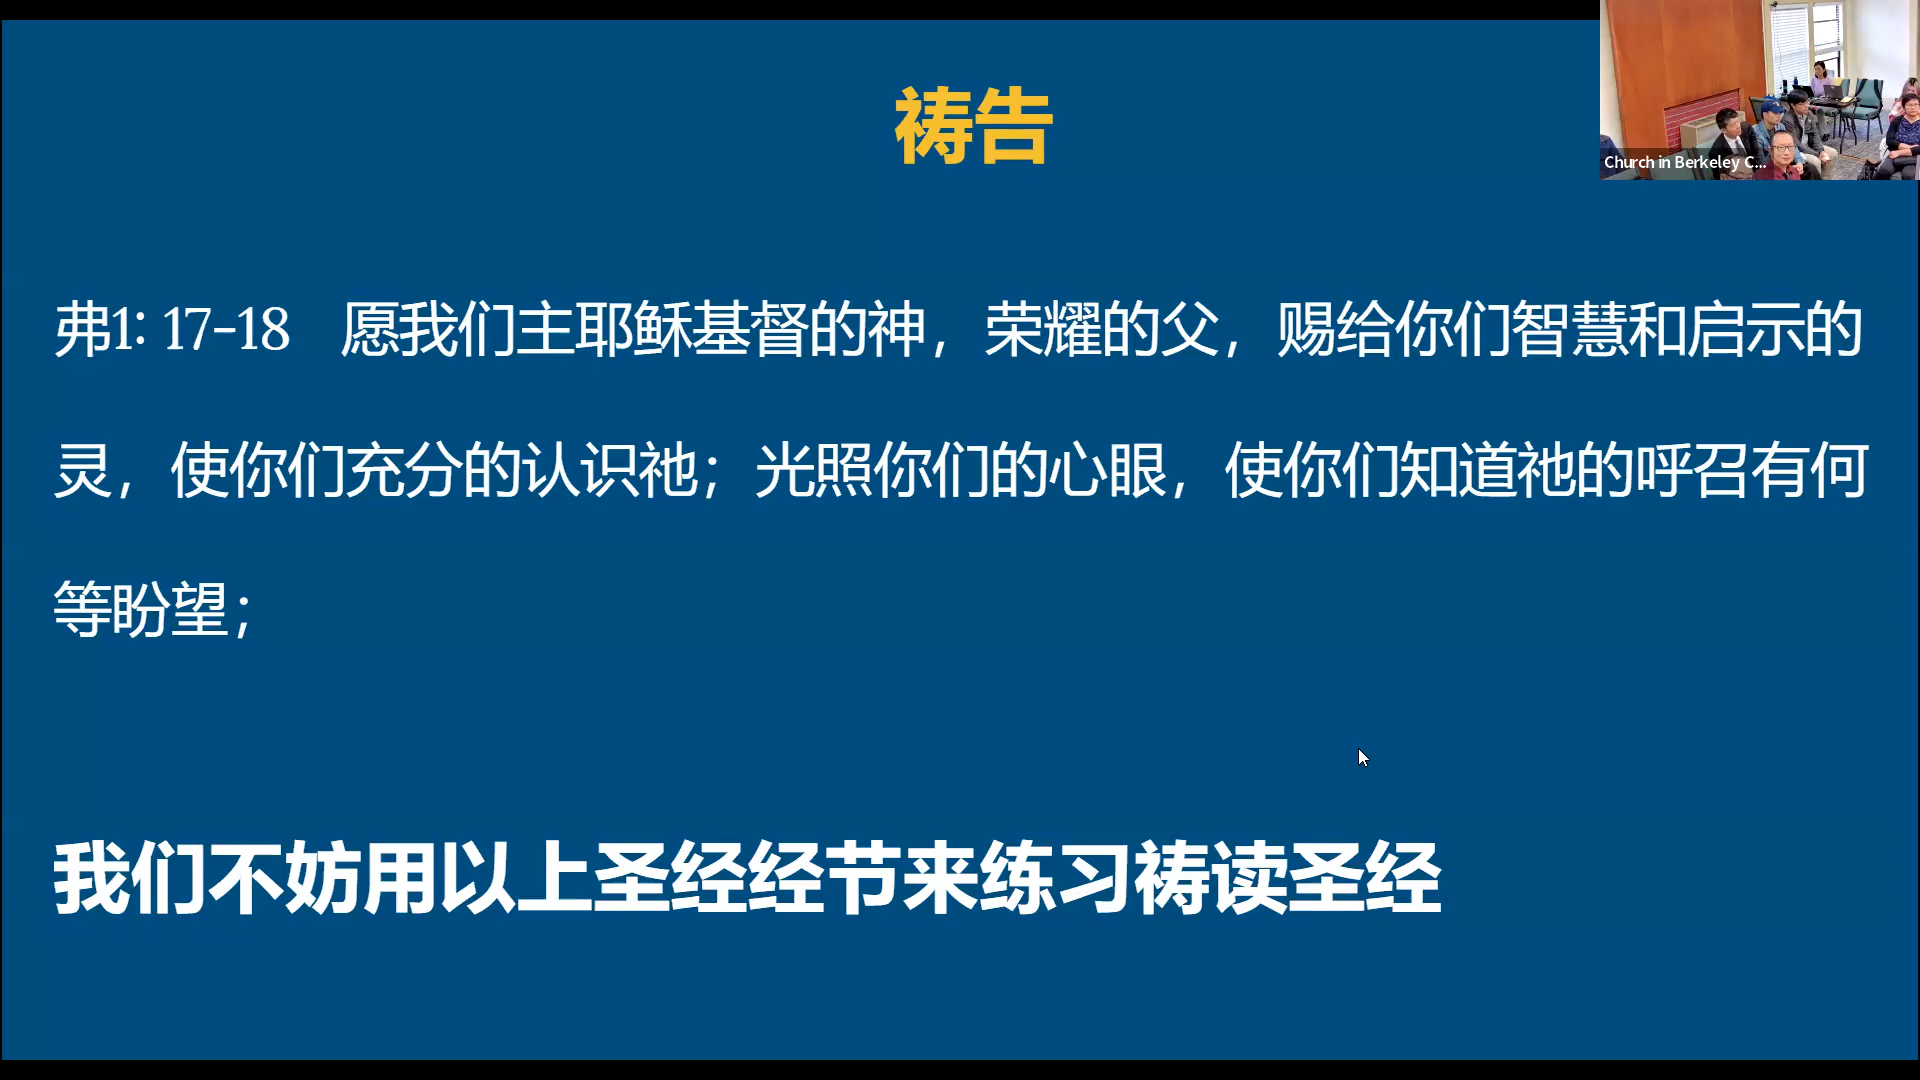 祷告
Church in Berkeley C...
弗1: 17-18 愿我们主耶稣基督的神，荣耀的父，赐给你们智慧和启示的
灵，使你们充分的认识祂；光照你们的心眼，使你们知道祂的呼召有何
等盼望；
我们不妨用以上圣经经节来练习祷读圣经